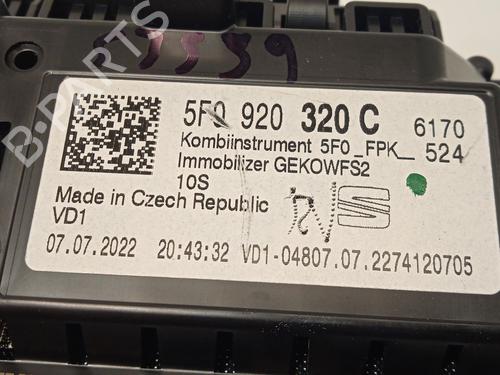 5F0 920 320 C 6170
Kombiinstrument 5F0_FPK_ 524
Immobilizer GEKOWFS2
10S
Made in Czech Republic
VD1
07.07.2022 20:43:32 VD1-04807.07.2274120705
B-PARTS